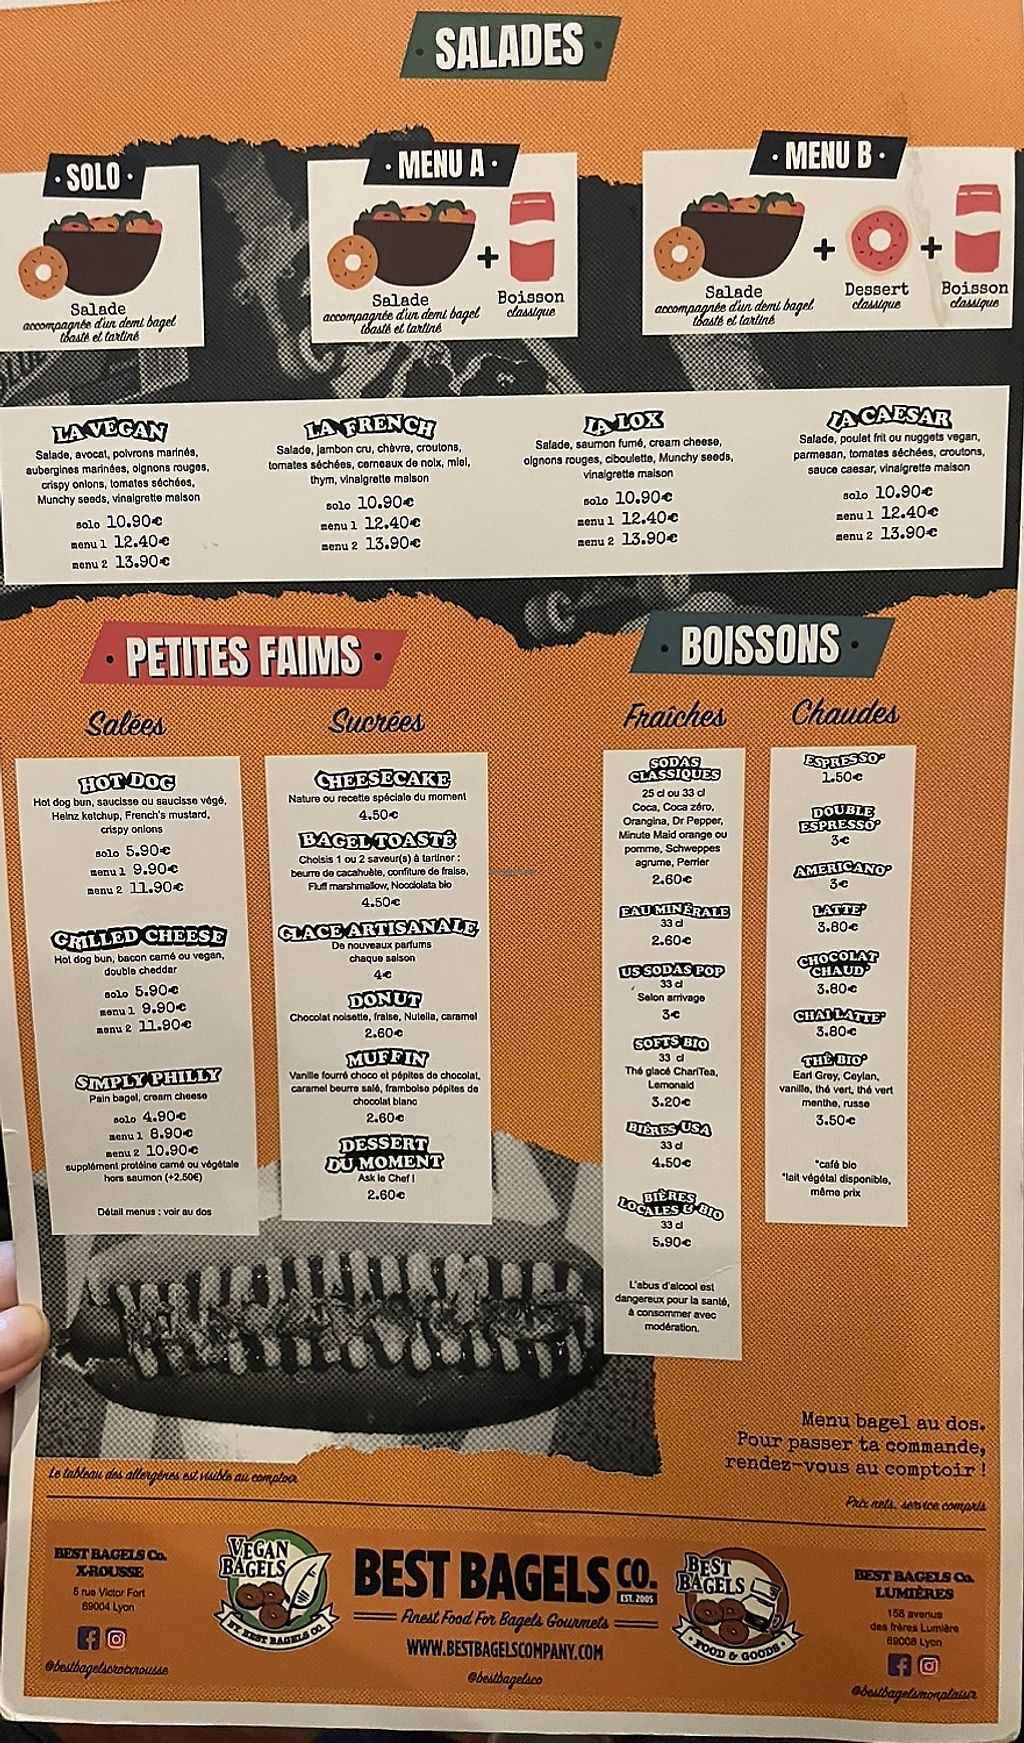 · SALADES ·
· SOLO ·
Salade
accompagnée d'un demi bagel
toasté et tartiné
· MENU A ·
Salade
accompagnée d'un demi bagel
toasté et tartiné
+
Boisson
classique
· MENU B ·
Salade
accompagnée d'un demi bagel
toasté et tartiné
+
Dessert
classique
+
Boisson
classique
LA VEGAN
Salade, avocat, poivrons marinés,
aubergines marinées, oignons rouges,
crispy onions, tomates séchées,
Munchy seeds, vinaigrette maison
solo 10.90€
menu 1 12.40€
menu 2 13.90€
LA FRENCH
Salade, jambon cru, chèvre, croutons,
tomates séchées, cerneaux de noix, miel,
thym, vinaigrette maison
solo 10.90€
menu 1 12.40€
menu 2 13.90€
LA LOX
Salade, saumon fumé, cream cheese,
oignons rouges, ciboulette, Munchy seeds,
vinaigrette maison
solo 10.90€
menu 1 12.40€
menu 2 13.90€
LA CAESAR
Salade, poulet frit ou nuggets vegan,
parmesan, tomates séchées, croutons,
sauce caesar, vinaigrette maison
solo 10.90€
menu 1 12.40€
menu 2 13.90€
· PETITES FAIMS ·
Salées
HOT DOG
Hot dog bun, saucisse ou saucisse végé,
Heinz ketchup, French's mustard,
crispy onions
solo 5.90€
menu 1 9.90€
menu 2 11.90€
GRILLED CHEESE
Hot dog bun, bacon carné ou vegan,
double cheddar
solo 5.90€
menu 1 9.90€
menu 2 11.90€
SIMPLY PHILLY
Pain bagel, cream cheese
solo 4.90€
menu 1 8.90€
menu 2 10.90€
supplément protéine carné ou végétale
hors saumon (+2.50€)
Détail menus : voir au dos
Sucrées
CHEESECAKE
Nature ou recette spéciale du moment
4.50€
BAGEL TOASTÉ
Choisis 1 ou 2 saveur(s) à tartiner :
beurre de cacahuète, confiture de fraise,
Fluff marshmallow, Nocciolata bio
4.50€
GLACE ARTISANALE
De nouveaux parfums
chaque saison
4€
DONUT
Chocolat noisette, fraise, Nutella, caramel
2.60€
MUFFIN
Vanille fourré choco et pépites de chocolat,
caramel beurre salé, framboise pépites de
chocolat blanc
2.60€
DESSERT
DU MOMENT
Ask le Chef !
2.60€
· BOISSONS ·
Fraîches
SODAS
CLASSIQUES
25 cl ou 33 cl
Coca, Coca zéro,
Orangina, Dr Pepper,
Minute Maid orange ou
pomme, Schweppes
agrume, Perrier
2.60€
EAU MINÉRALE
33 cl
2.60€
US SODAS POP
33 cl
Selon arrivage
3€
SOFTS BIO
33 cl
Thé glacé ChariTea,
Lemonaid
3.20€
BIÈRES USA
33 cl
4.50€
BIÈRES
LOCALES & BIO
33 cl
5.90€
L'abus d'alcool est
dangereux pour la santé,
à consommer avec
modération.
Chaudes
ESPRESSO*
1.50€
DOUBLE
ESPRESSO*
3€
AMERICANO*
3€
LATTE*
3.80€
CHOCOLAT
CHAUD*
3.80€
CHAI LATTE*
3.80€
THÉ BIO*
Earl Grey, Ceylan,
vanille, thé vert, thé vert
menthe, russe
3.50€
*café bio
*lait végétal disponible,
même prix
Menu bagel au dos.
Pour passer ta commande,
rendez-vous au comptoir !
Le tableau des allergènes est visible au comptoir
Prix nets, service compris
BEST BAGELS Co.
X-ROUSSE
5 rue Victor Fort
69004 Lyon
@bestbagelscroixrousse
VEGAN
BAGELS
BY BEST BAGELS CO.
BEST BAGELS CO.
EST. 2005
Finest Food For Bagels Gourmets
WWW.BESTBAGELSCOMPANY.COM
@bestbagelsco
BEST
BAGELS
FOOD & GOODS
BEST BAGELS Co.
LUMIÈRES
158 avenue
des frères Lumière
69008 Lyon
@bestbagelsmonplaisir